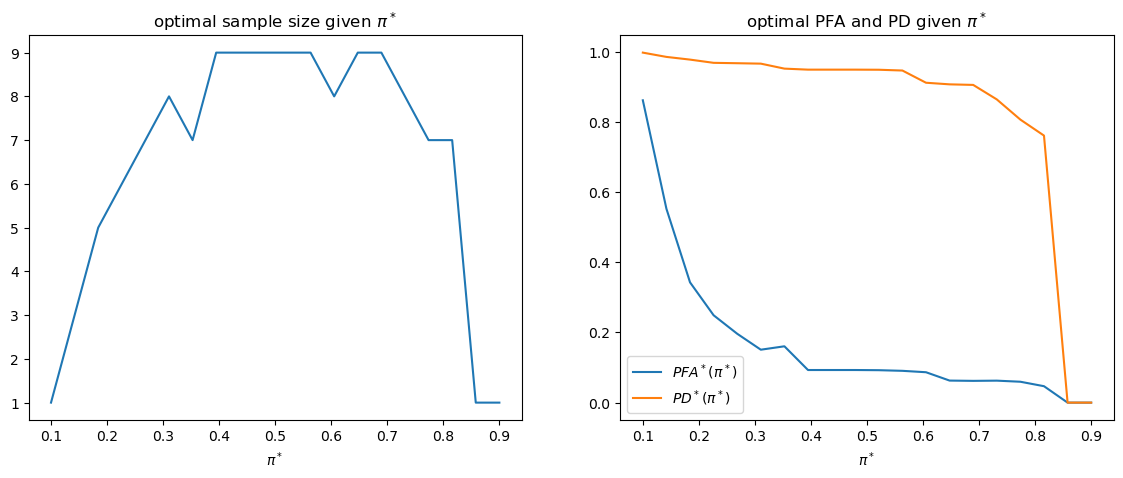 optimal sample size given π*
9
8
7
6
5
4
3
2
1
0.1 0.2 0.3 0.4 0.5 0.6 0.7 0.8 0.9
π*
optimal PFA and PD given π*
1.0
0.8
0.6
0.4
0.2
0.0
PFA*(π*)
PD*(π*)
0.1 0.2 0.3 0.4 0.5 0.6 0.7 0.8 0.9
π*